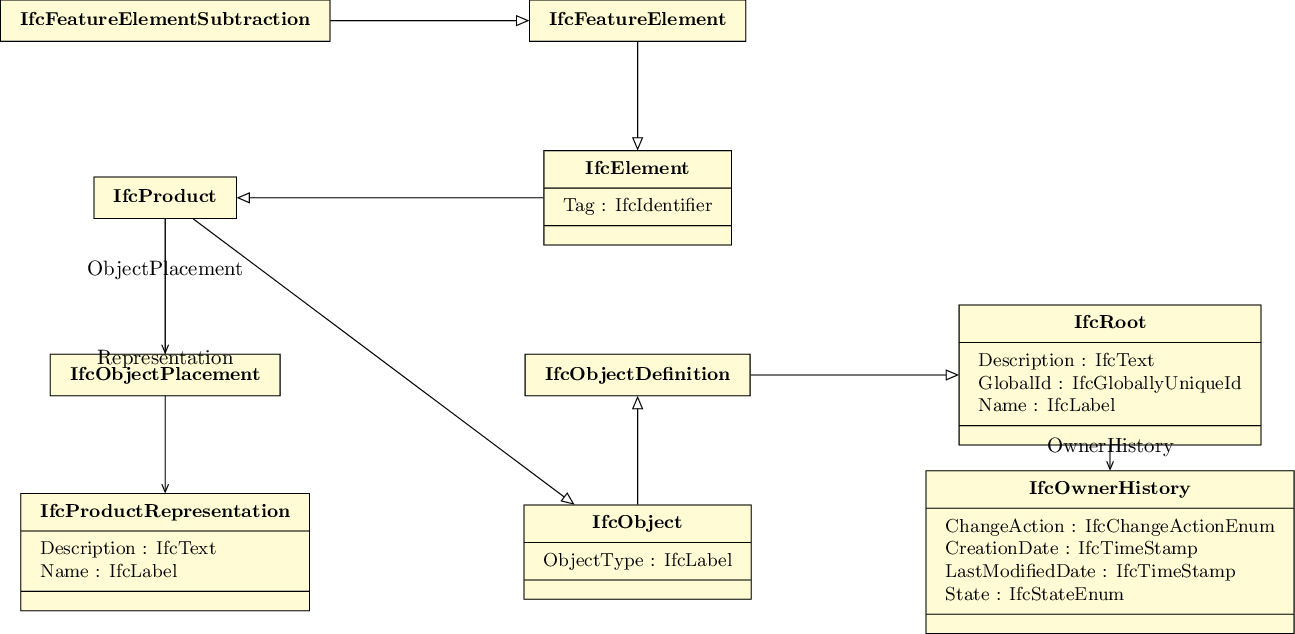 IfcFeatureElementSubtraction
IfcFeatureElement
IfcElement
Tag : IfcIdentifier
IfcProduct
ObjectPlacement
Representation
IfcObjectPlacement
IfcObjectDefinition
IfcRoot
Description : IfcText
GlobalId : IfcGloballyUniqueId
Name : IfcLabel
OwnerHistory
IfcOwnerHistory
ChangeAction : IfcChangeActionEnum
CreationDate : IfcTimeStamp
LastModifiedDate : IfcTimeStamp
State : IfcStateEnum
IfcProductRepresentation
Description : IfcText
Name : IfcLabel
IfcObject
ObjectType : IfcLabel